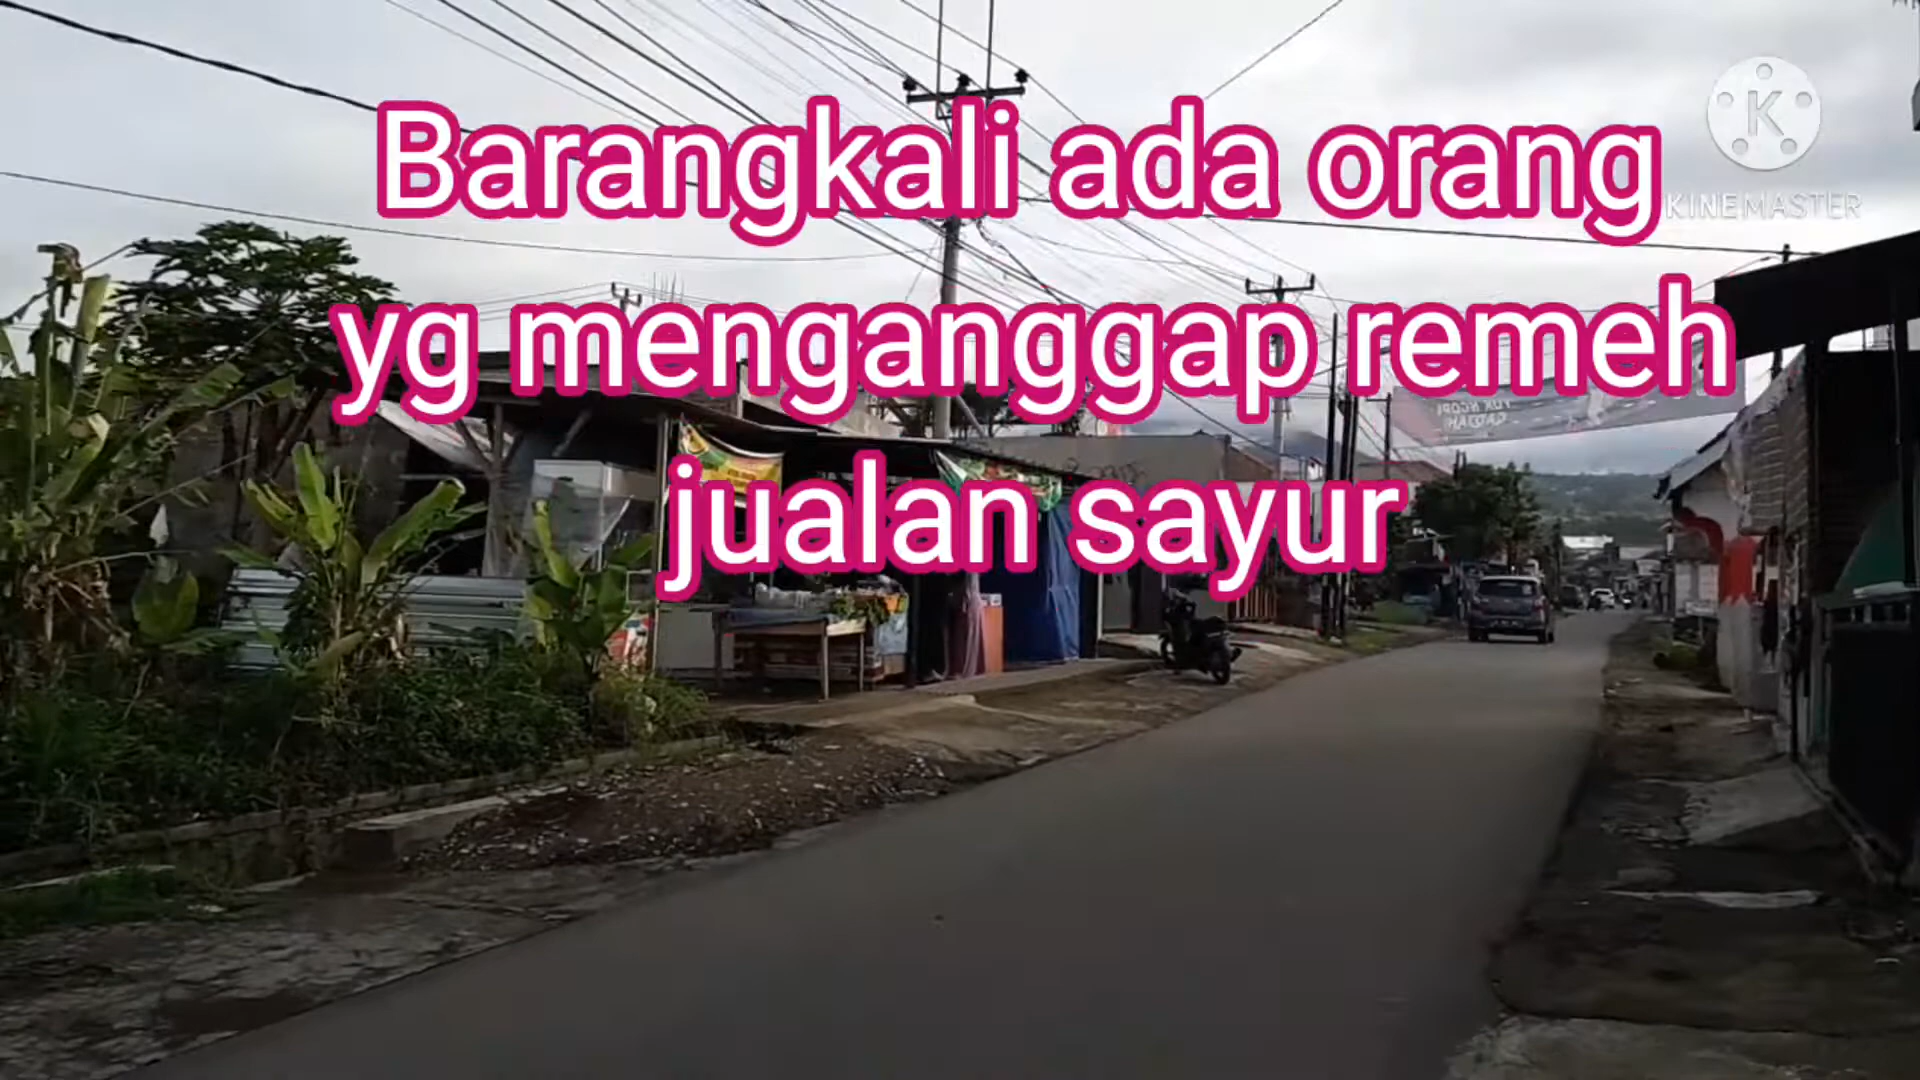 Barangkali ada orang
yg menganggap remeh
jualan sayur
K
KINEMASTER